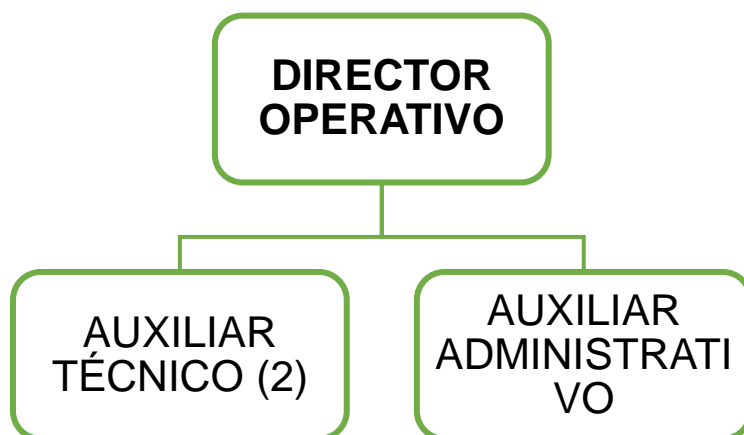 DIRECTOR
OPERATIVO
AUXILIAR
TÉCNICO (2)
AUXILIAR
ADMINISTRATI
VO